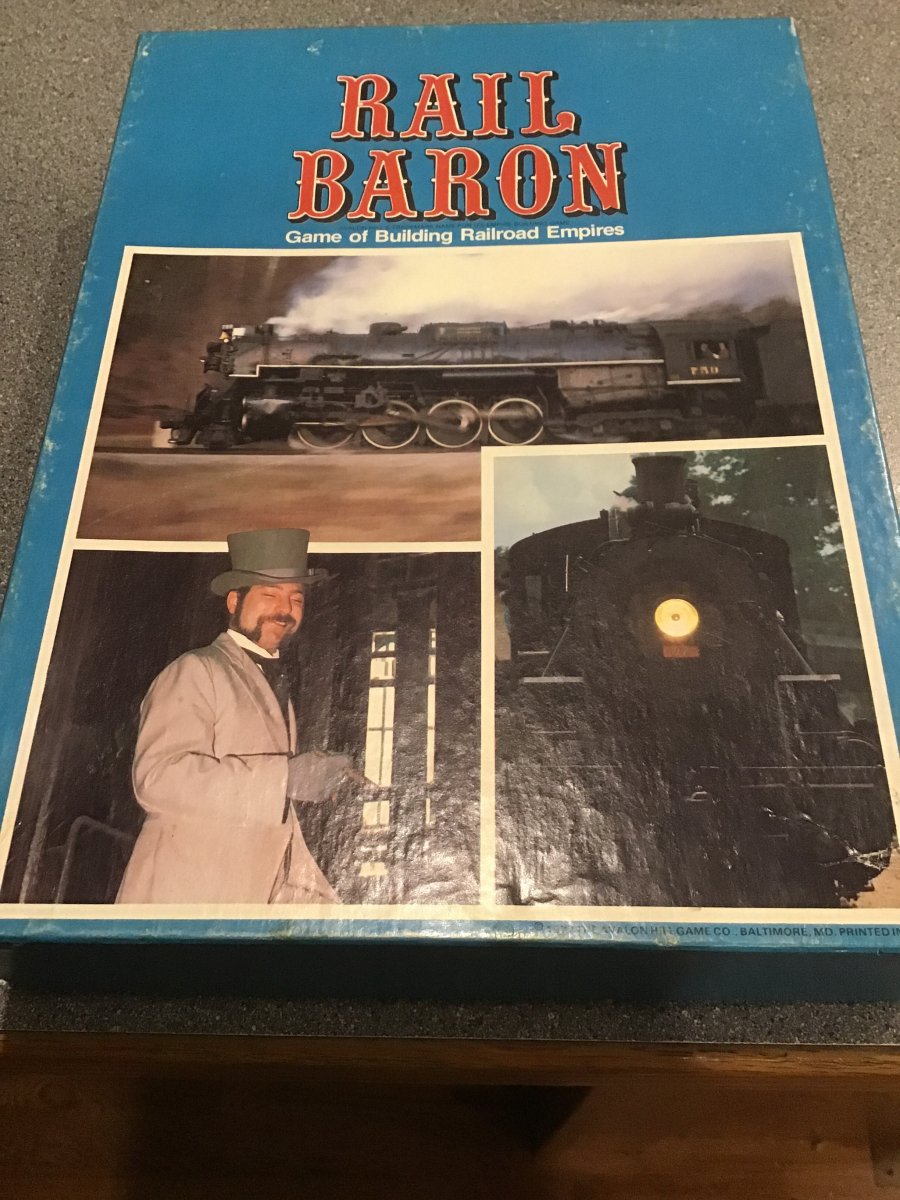 RAIL
BARON
Game of Building Railroad Empires
AVALON HILL GAME CO. BALTIMORE, MD. PRINTED IN